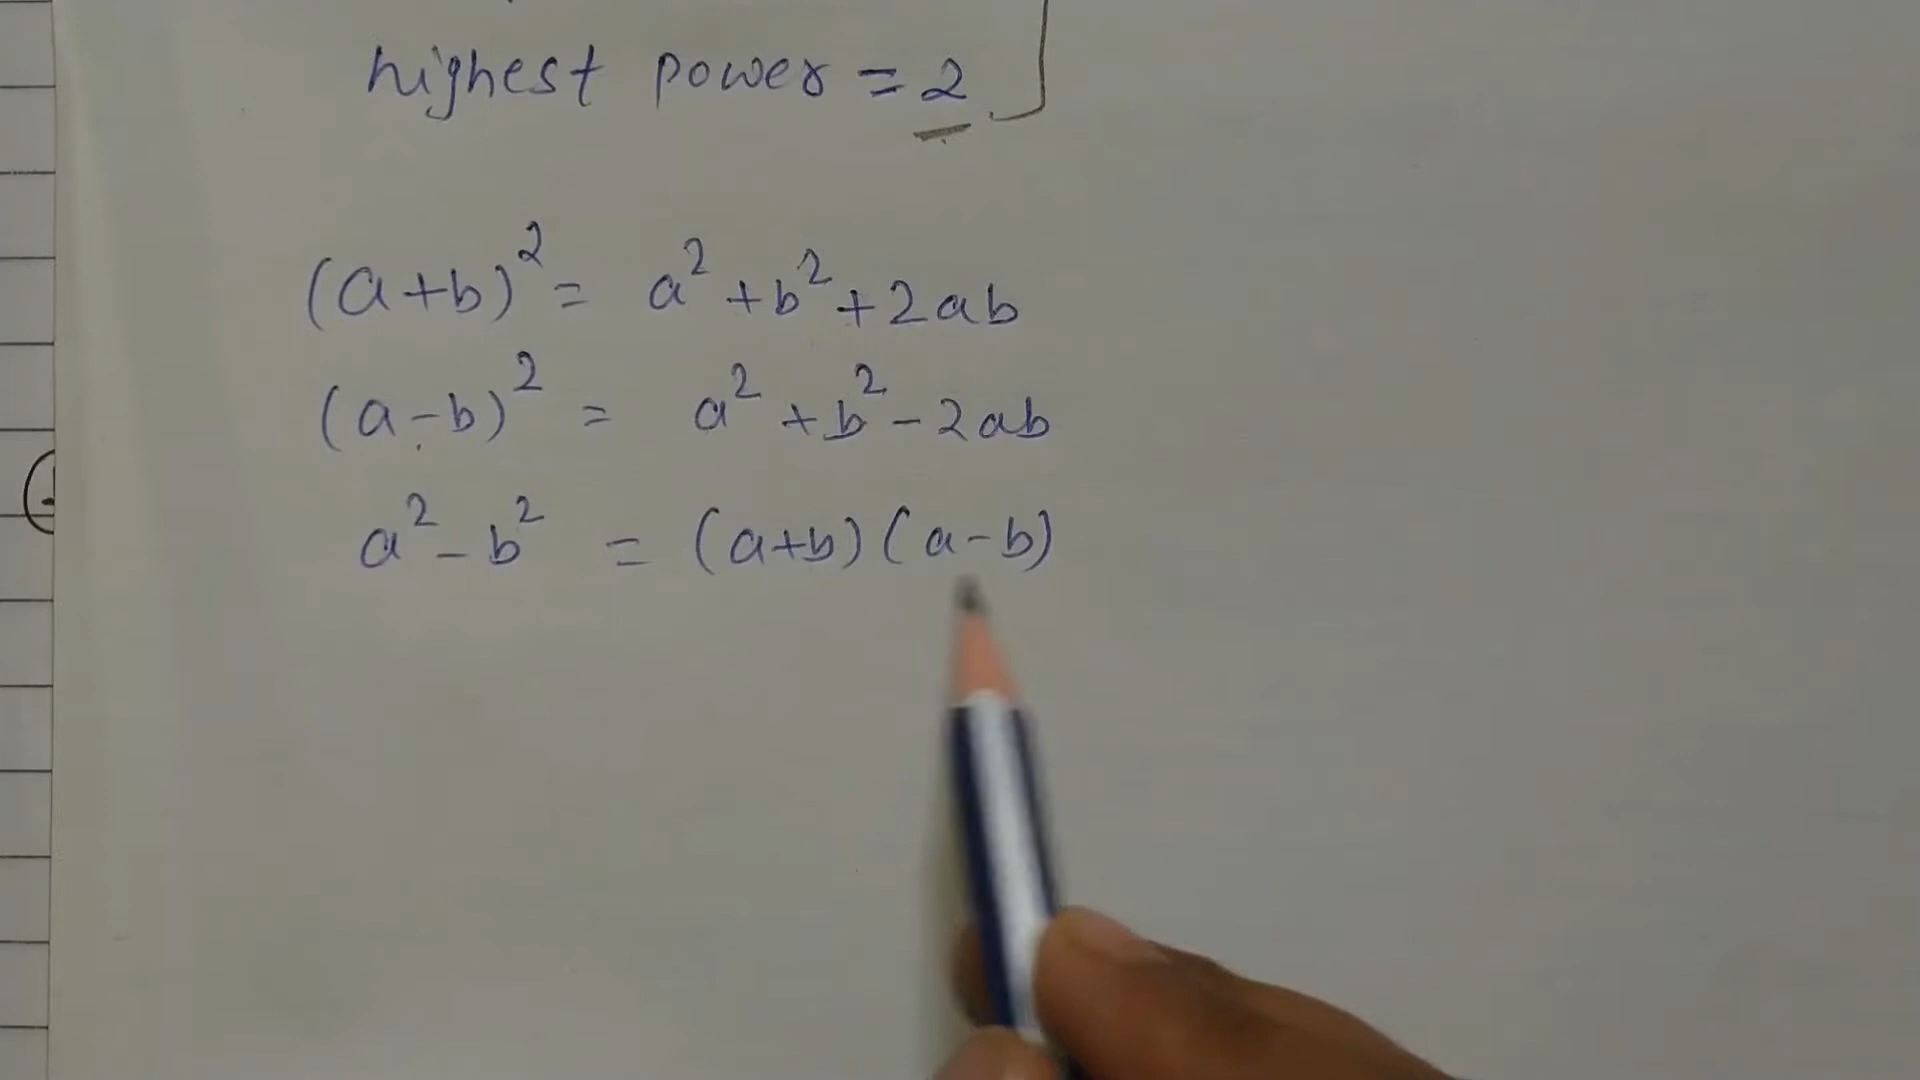 highest power = 2
(a+b)² = a² + b² + 2ab
(a-b)² = a² + b² - 2ab
a² - b² = (a+b)(a-b)